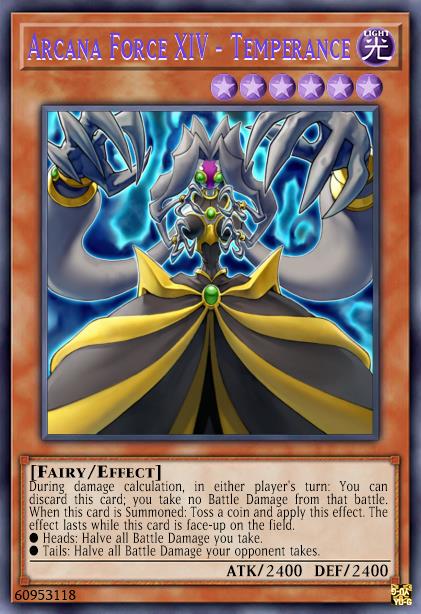 Arcana Force XIV - Temperance
LIGHT
光
[Fairy/Effect]
During damage calculation, in either player's turn: You can
discard this card; you take no Battle Damage from that battle.
When this card is Summoned: Toss a coin and apply this effect. The
effect lasts while this card is face-up on the field.
● Heads: Halve all Battle Damage you take.
● Tails: Halve all Battle Damage your opponent takes.
ATK/2400 DEF/2400
60953118